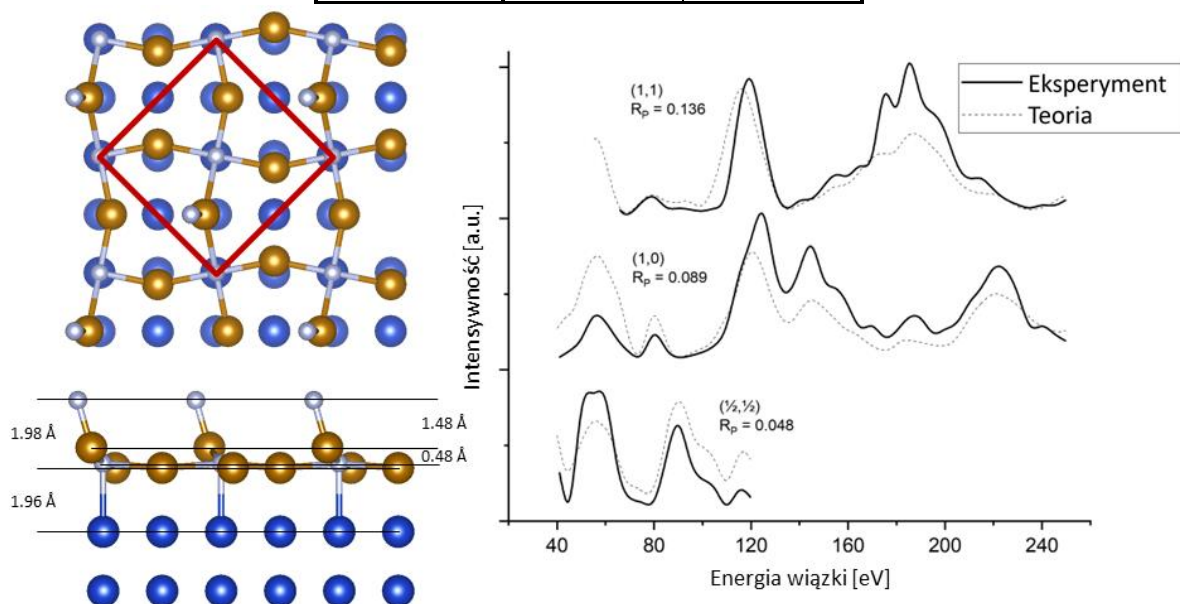 1.98 Å
1.96 Å
1.48 Å
0.48 Å
Intensywność [a.u.]
(1,1)
R_P = 0.136
(1,0)
R_P = 0.089
(½,½)
R_P = 0.048
Eksperyment
Teoria
40 80 120 160 200 240
Energia wiązki [eV]